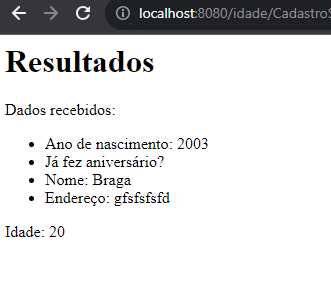 localhost:8080/idade/Cadastro
Resultados
Dados recebidos:
Ano de nascimento: 2003
Já fez aniversário?
Nome: Braga
Endereço: gfsfsfsfd
Idade: 20